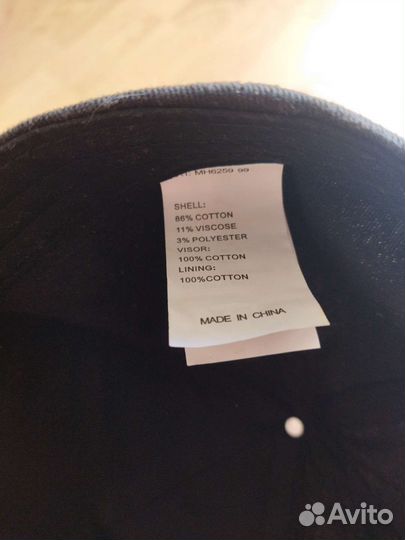 MH6259 99
SHELL:
86% COTTON
11% VISCOSE
3% POLYESTER
VISOR:
100% COTTON
LINING:
100%COTTON
MADE IN CHINA
Avito